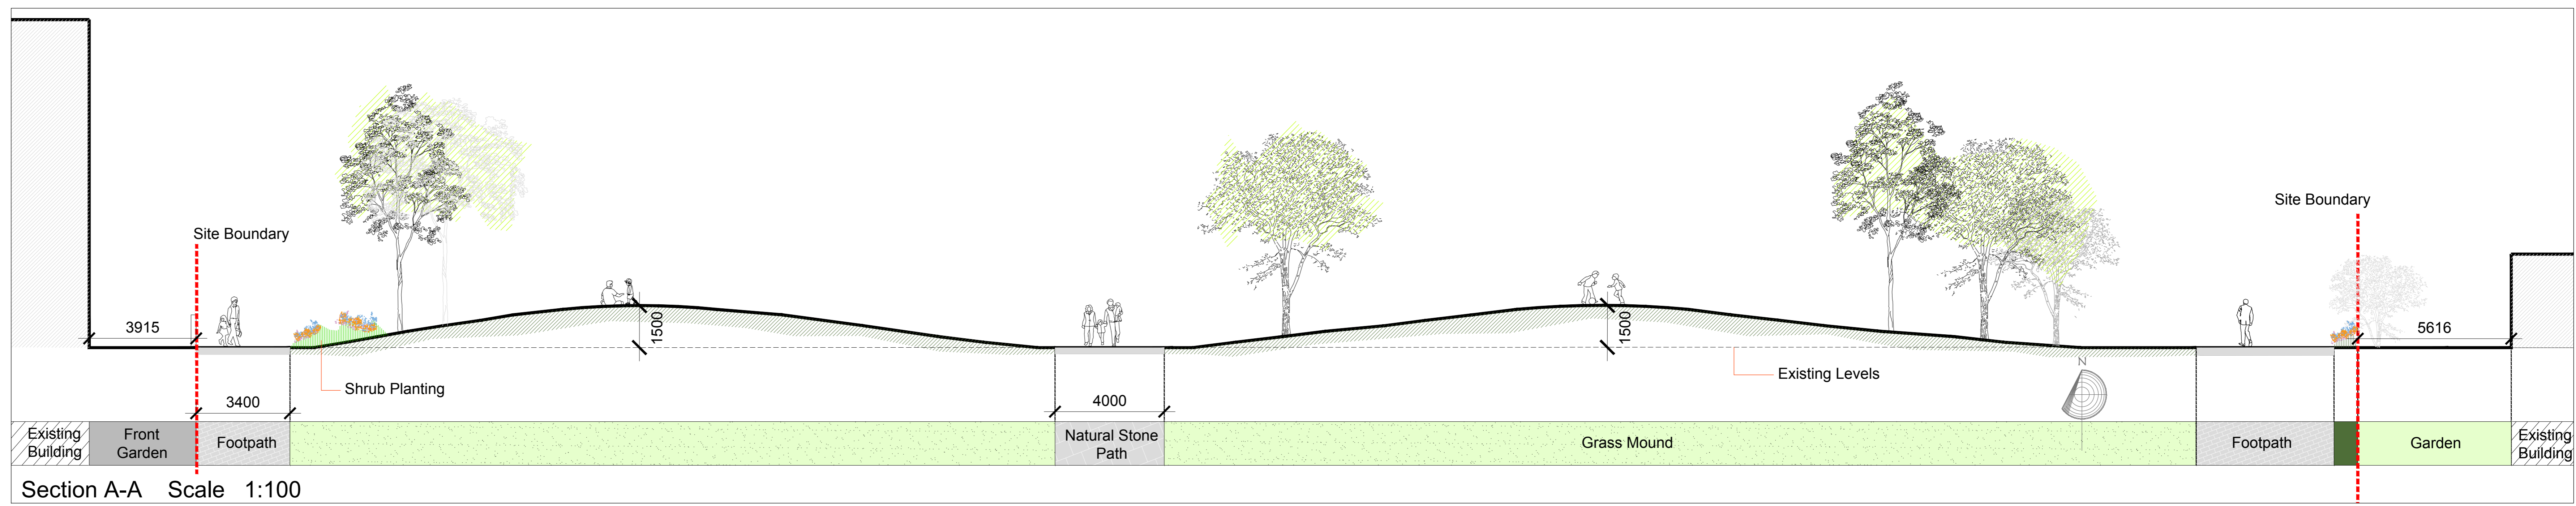 Site Boundary
Site Boundary
3915
1500
1500
5616
N
Existing Levels
Shrub Planting
3400
4000
Existing
Building
Front
Garden
Footpath
Natural Stone
Path
Grass Mound
Footpath
Garden
Existing
Building
Section A-A Scale 1:100